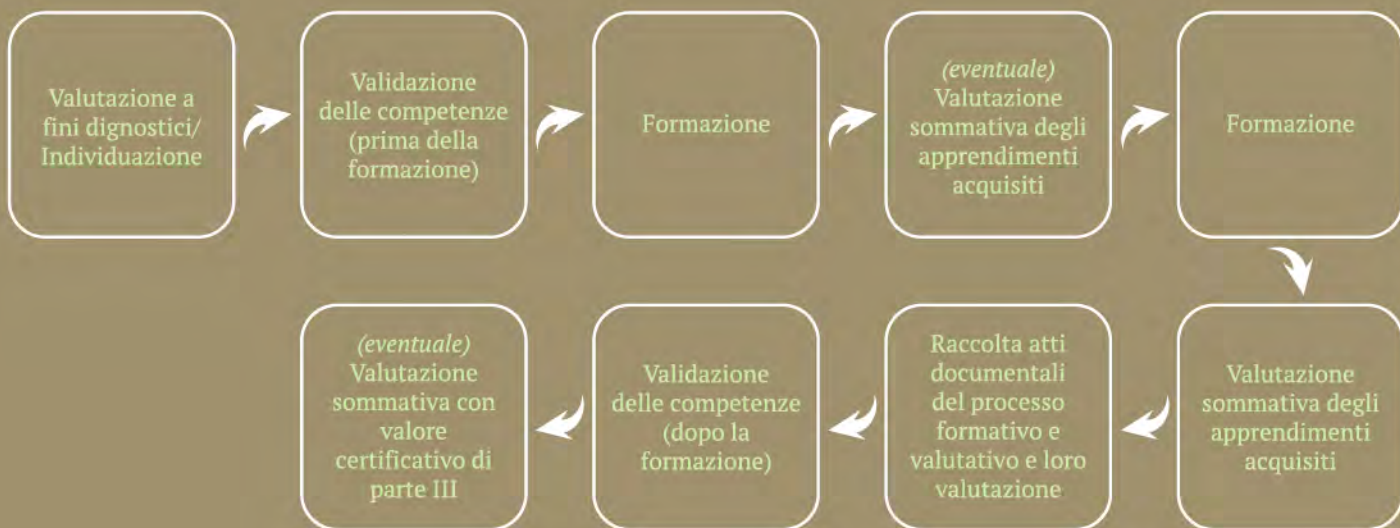 Valutazione a
fini dignostici/
Individuazione
Validazione
delle competenze
(prima della
formazione)
Formazione
(eventuale)
Valutazione
sommativa degli
apprendimenti
acquisiti
Formazione
Valutazione
sommativa degli
apprendimenti
acquisiti
Raccolta atti
documentali
del processo
formativo e
valutativo e loro
valutazione
Validazione
delle competenze
(dopo la
formazione)
(eventuale)
Valutazione
sommativa con
valore
certificativo di
parte III